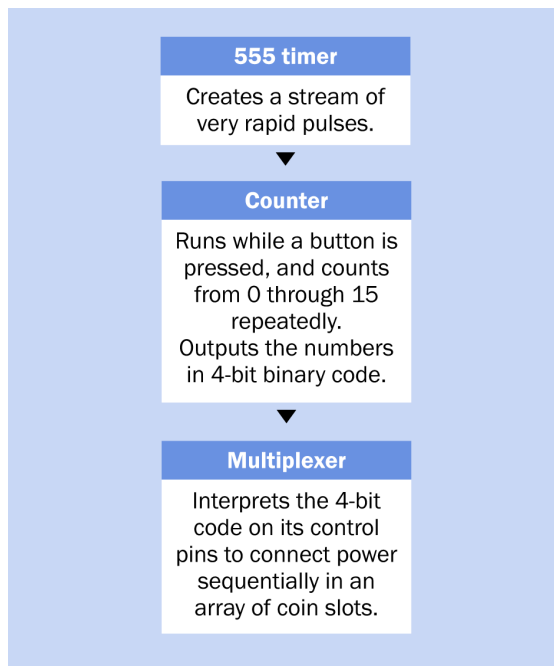 555 timer
Creates a stream of
very rapid pulses.
Counter
Runs while a button is
pressed, and counts
from 0 through 15
repeatedly.
Outputs the numbers
in 4-bit binary code.
Multiplexer
Interprets the 4-bit
code on its control
pins to connect power
sequentially in an
array of coin slots.